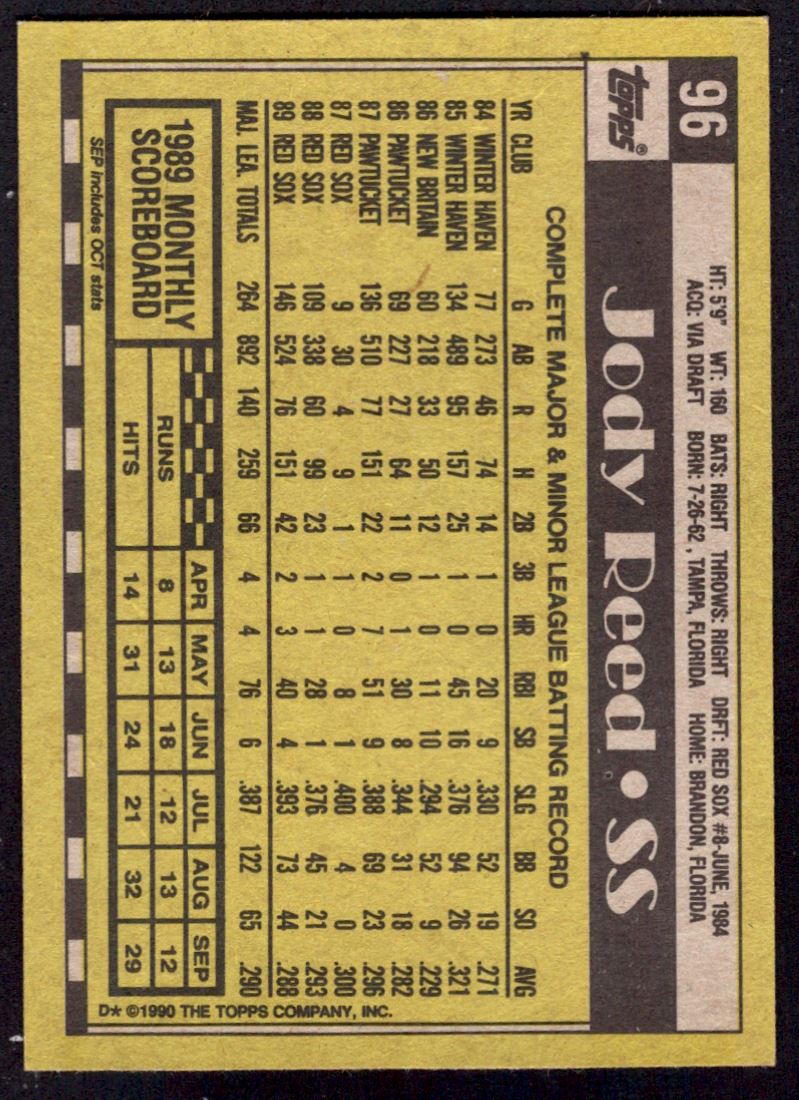 96
HT: 5'9" WT: 160 BATS: RIGHT THROWS: RIGHT DRFT: RED SOX #8-JUNE, 1984
ACQ: VIA DRAFT BORN: 7-26-62, TAMPA, FLORIDA HOME: BRANDON, FLORIDA
topps®
Jody Reed • SS
COMPLETE MAJOR & MINOR LEAGUE BATTING RECORD
YR CLUB G AB R H 2B 3B HR RBI SB SLG BB SO AVG
84 WINTER HAVEN 77 273 46 74 14 1 0 20 9 .330 52 19 .271
85 WINTER HAVEN 134 489 95 157 25 1 0 45 16 .376 94 26 .321
86 NEW BRITAIN 60 218 33 50 12 1 0 11 10 .294 52 9 .229
86 PAWTUCKET 69 227 27 64 11 0 1 30 8 .344 31 18 .282
87 PAWTUCKET 136 510 77 151 22 2 7 51 9 .388 69 23 .296
87 RED SOX 9 30 4 9 1 1 0 8 1 .400 4 0 .300
88 RED SOX 109 338 60 99 23 1 1 28 1 .376 45 21 .293
89 RED SOX 146 524 76 151 42 2 3 40 4 .393 73 44 .288
MAJ. LEA. TOTALS 264 892 140 259 66 4 4 76 6 .387 122 65 .290
1989 MONTHLY
SCOREBOARD
APR MAY JUN JUL AUG SEP
RUNS 8 13 18 12 13 12
HITS 14 31 24 21 32 29
SEP includes OCT stats
D* ©1990 THE TOPPS COMPANY, INC.